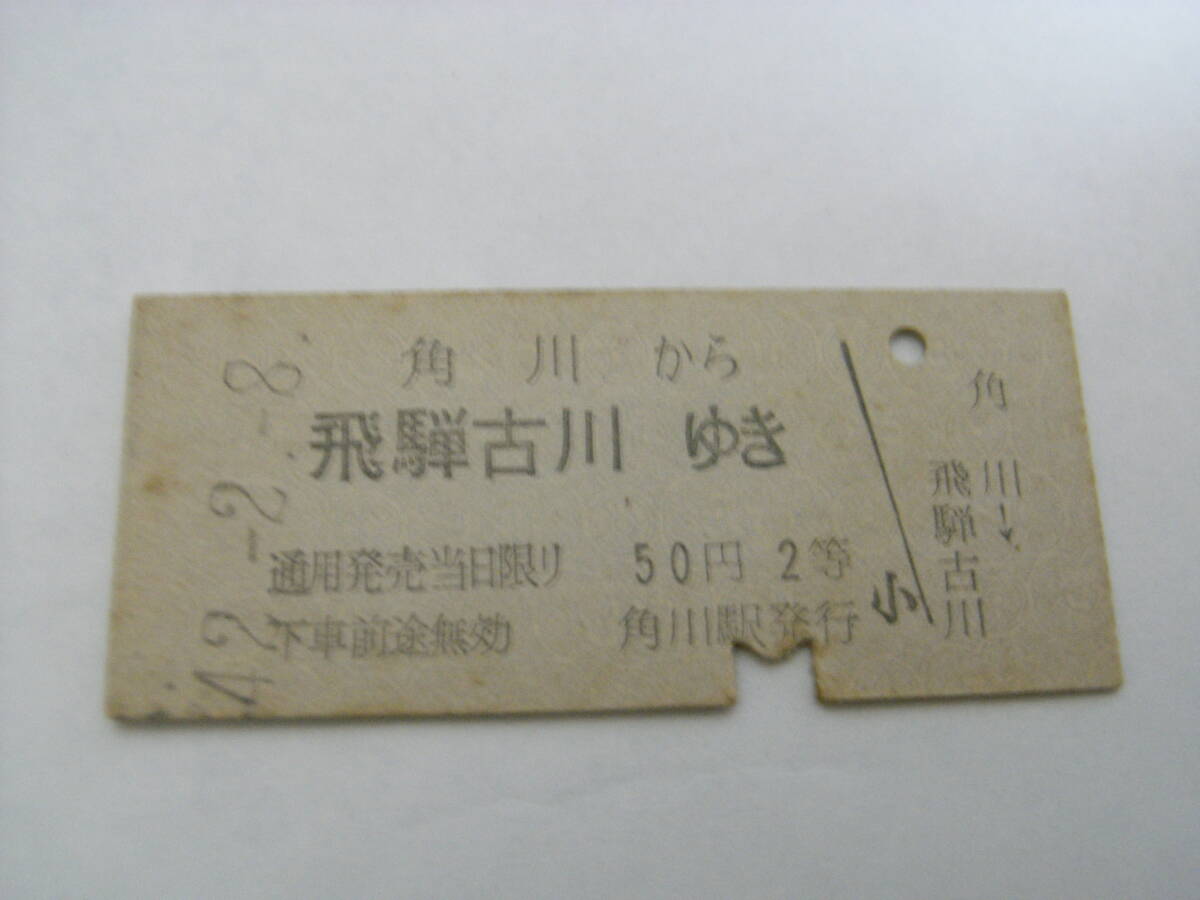 角川から
飛騨古川 ゆき
通用発売当日限り 50円 2等
下車前途無効 角川駅発行
42-2-8
小
角川→
飛騨古川